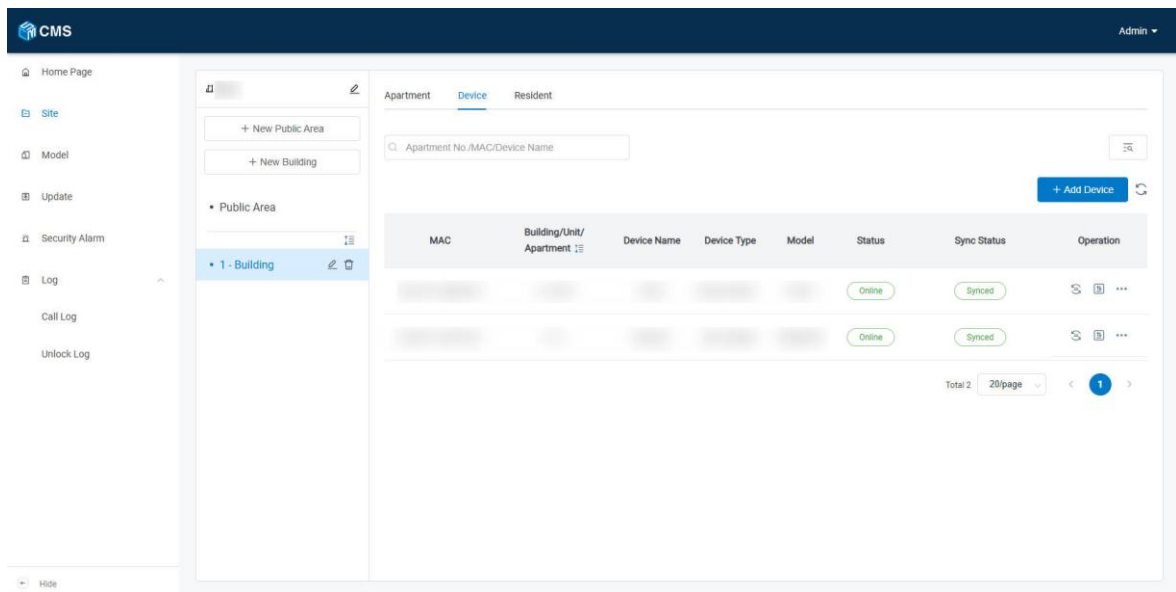 CMS
Admin
Home Page
Site
Model
Update
Security Alarm
Log
Call Log
Unlock Log
Hide
+ New Public Area
+ New Building
• Public Area
• 1 - Building
Apartment Device Resident
Apartment No./MAC/Device Name
+ Add Device
MAC Building/Unit/ Device Name Device Type Model Status Sync Status Operation
Apartment
Online Synced
Online Synced
Total 2 20/page < 1 >